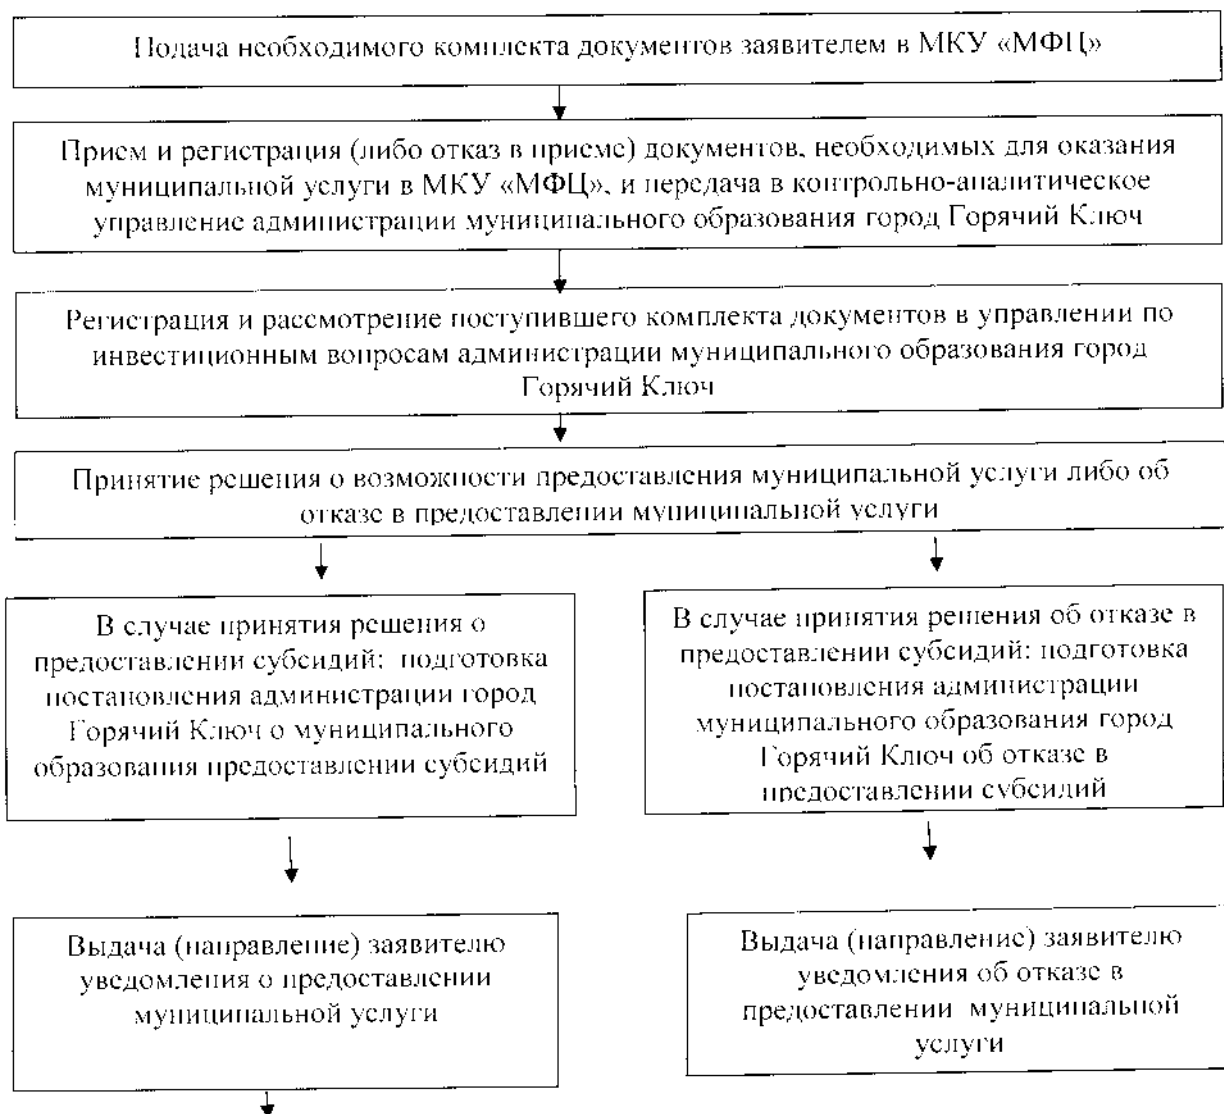 Подача необходимого комплекта документов заявителем в МКУ «МФЦ»
Прием и регистрация (либо отказ в приеме) документов, необходимых для оказания
муниципальной услуги в МКУ «МФЦ», и передача в контрольно-аналитическое
управление администрации муниципального образования город Горячий Ключ
Регистрация и рассмотрение поступившего комплекта документов в управлении по
инвестиционным вопросам администрации муниципального образования город
Горячий Ключ
Принятие решения о возможности предоставления муниципальной услуги либо об
отказе в предоставлении муниципальной услуги
В случае принятия решения о
предоставлении субсидий: подготовка
постановления администрации город
Горячий Ключ о муниципального
образования предоставлении субсидий
В случае принятия решения об отказе в
предоставлении субсидий: подготовка
постановления администрации
муниципального образования город
Горячий Ключ об отказе в
предоставлении субсидий
Выдача (направление) заявителю
уведомления о предоставлении
муниципальной услуги
Выдача (направление) заявителю
уведомления об отказе в
предоставлении муниципальной
услуги